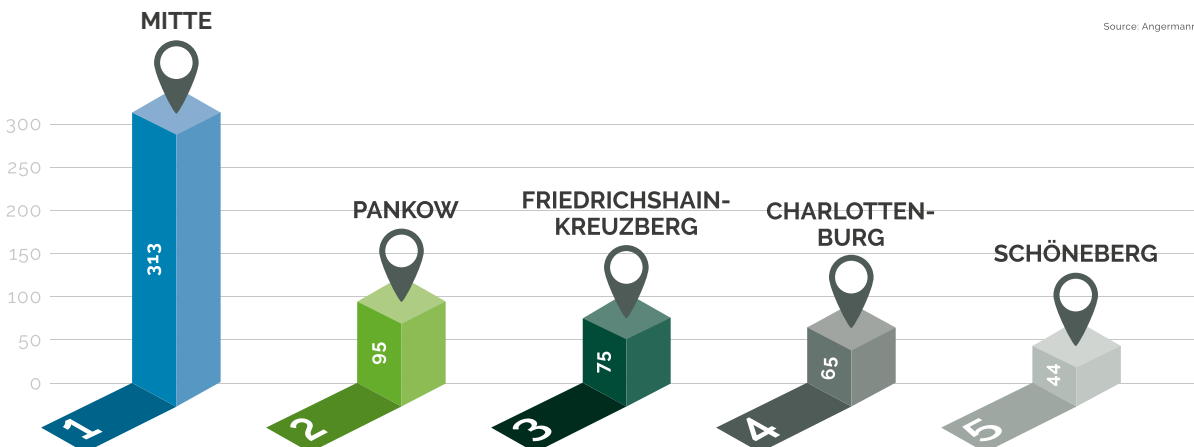 MITTE
Source: Angermann
300
250
200
150
100
50
0
313
1
PANKOW
95
2
FRIEDRICHSHAIN-
KREUZBERG
75
3
CHARLOTTEN-
BURG
65
4
SCHÖNEBERG
44
5